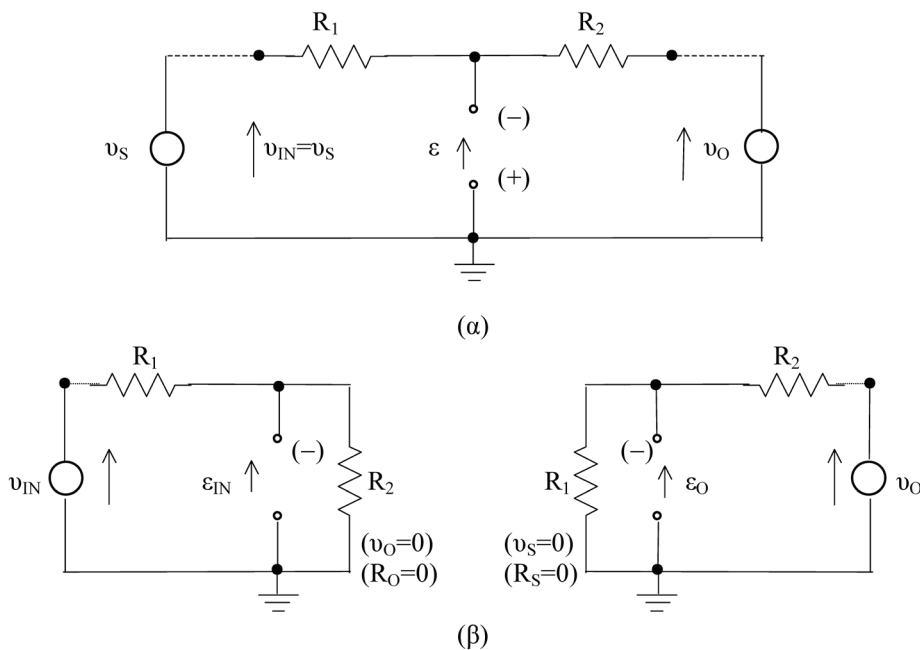 R₁ R₂
(−)
υS υIN=υS ε υO
(+)
(α)
R₁ R₂
(−) (−)
υIN εIN R₂ R₁ εO υO
(υO=0) (υS=0)
(RO=0) (RS=0)
(β)